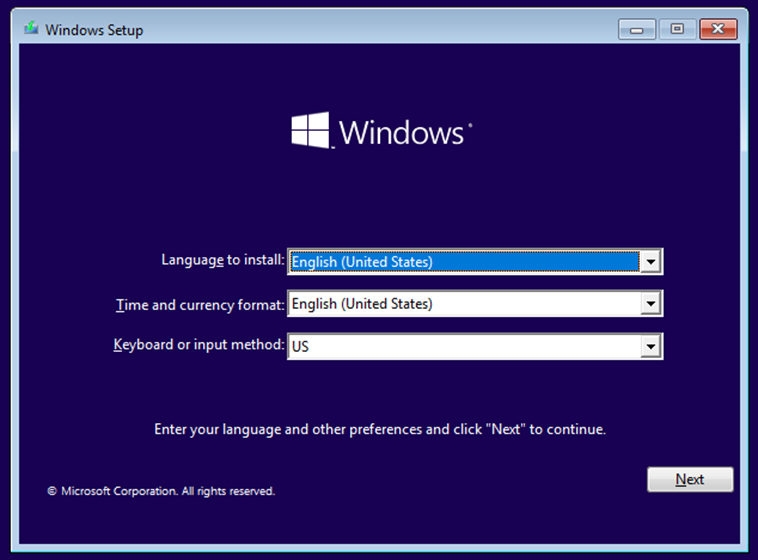 Windows Setup
Windows
Language to install: English (United States)
Time and currency format: English (United States)
Keyboard or input method: US
Enter your language and other preferences and click "Next" to continue.
Next
© Microsoft Corporation. All rights reserved.